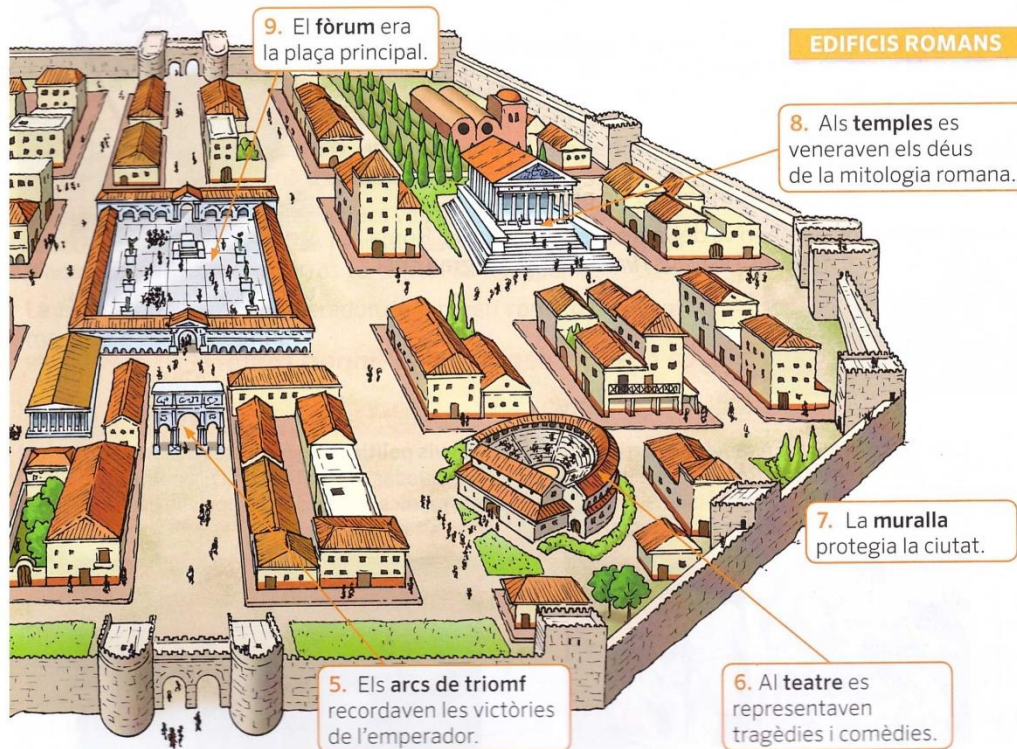 9. El fòrum era
la plaça principal.
EDIFICIS ROMANS
8. Als temples es
veneraven els déus
de la mitologia romana.
7. La muralla
protegia la ciutat.
5. Els arcs de triomf
recordaven les victòries
de l'emperador.
6. Al teatre es
representaven
tragèdies i comèdies.